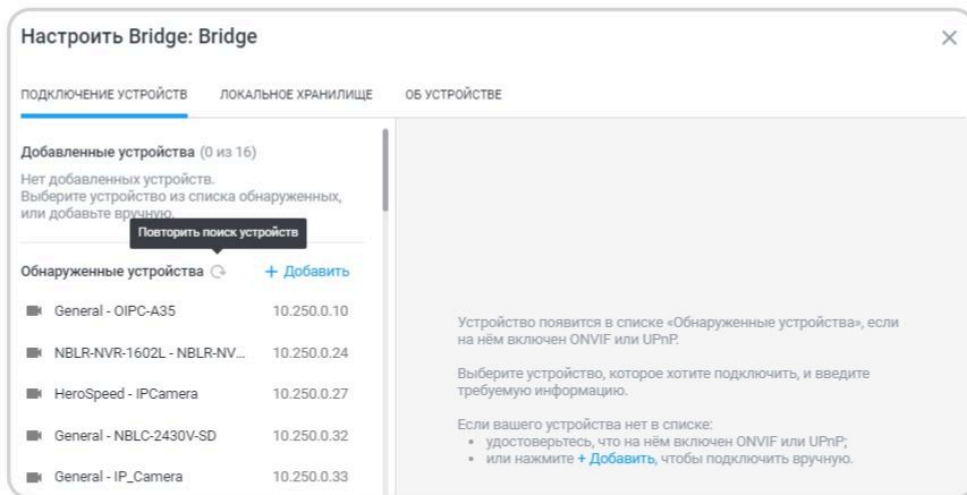 Настроить Bridge: Bridge
ПОДКЛЮЧЕНИЕ УСТРОЙСТВ ЛОКАЛЬНОЕ ХРАНИЛИЩЕ ОБ УСТРОЙСТВЕ
Добавленные устройства (0 из 16)
Нет добавленных устройств.
Выберите устройство из списка обнаруженных,
или добавьте вручную.
Повторить поиск устройств
Обнаруженные устройства + Добавить
General - OIPC-A35 10.250.0.10
NBLR-NVR-1602L - NBLR-NV... 10.250.0.24
HeroSpeed - IPCamera 10.250.0.27
General - NBLC-2430V-SD 10.250.0.32
General - IP_Camera 10.250.0.33
Устройство появится в списке «Обнаруженные устройства», если
на нём включен ONVIF или UPnP.
Выберите устройство, которое хотите подключить, и введите
требуемую информацию.
Если вашего устройства нет в списке:
• удостоверьтесь, что на нём включен ONVIF или UPnP;
• или нажмите + Добавить, чтобы подключить вручную.